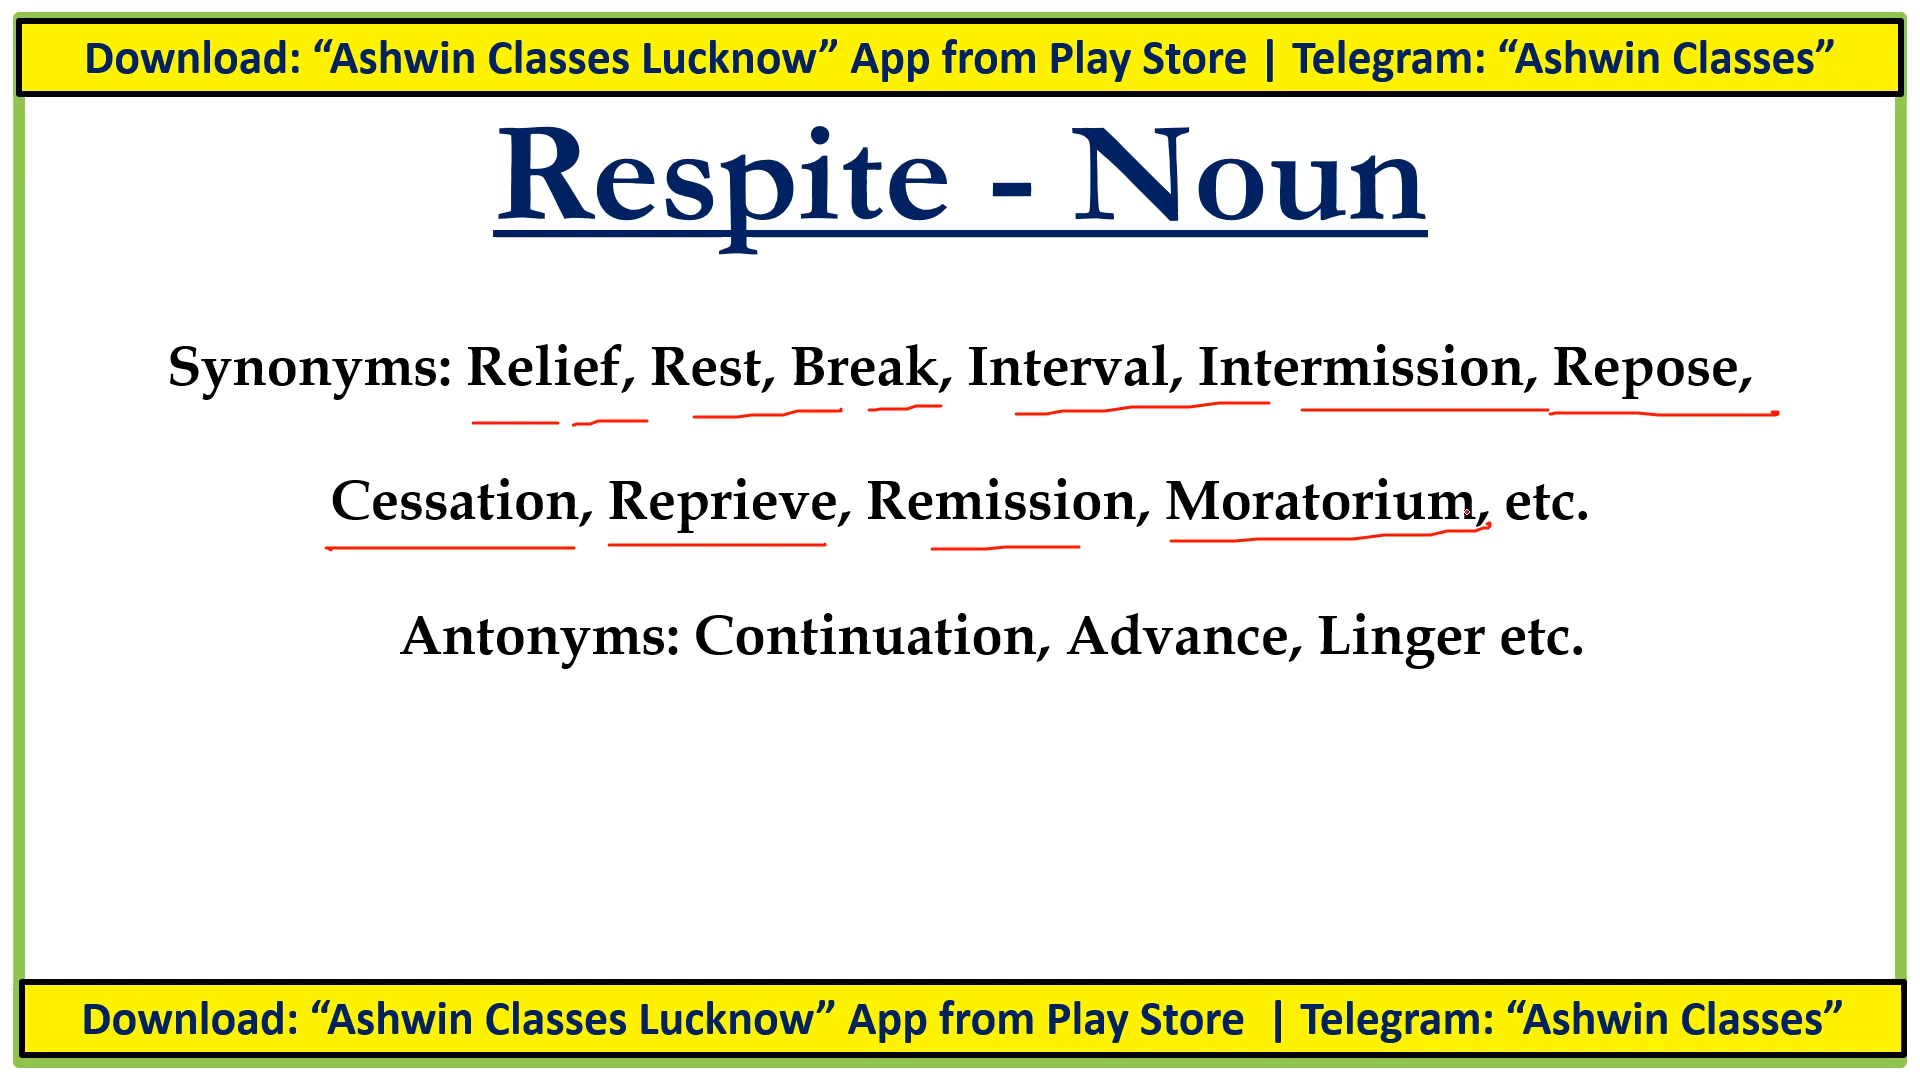 Download: “Ashwin Classes Lucknow” App from Play Store | Telegram: “Ashwin Classes”
Respite - Noun
Synonyms: Relief, Rest, Break, Interval, Intermission, Repose,
Cessation, Reprieve, Remission, Moratorium, etc.
Antonyms: Continuation, Advance, Linger etc.
Download: “Ashwin Classes Lucknow” App from Play Store | Telegram: “Ashwin Classes”